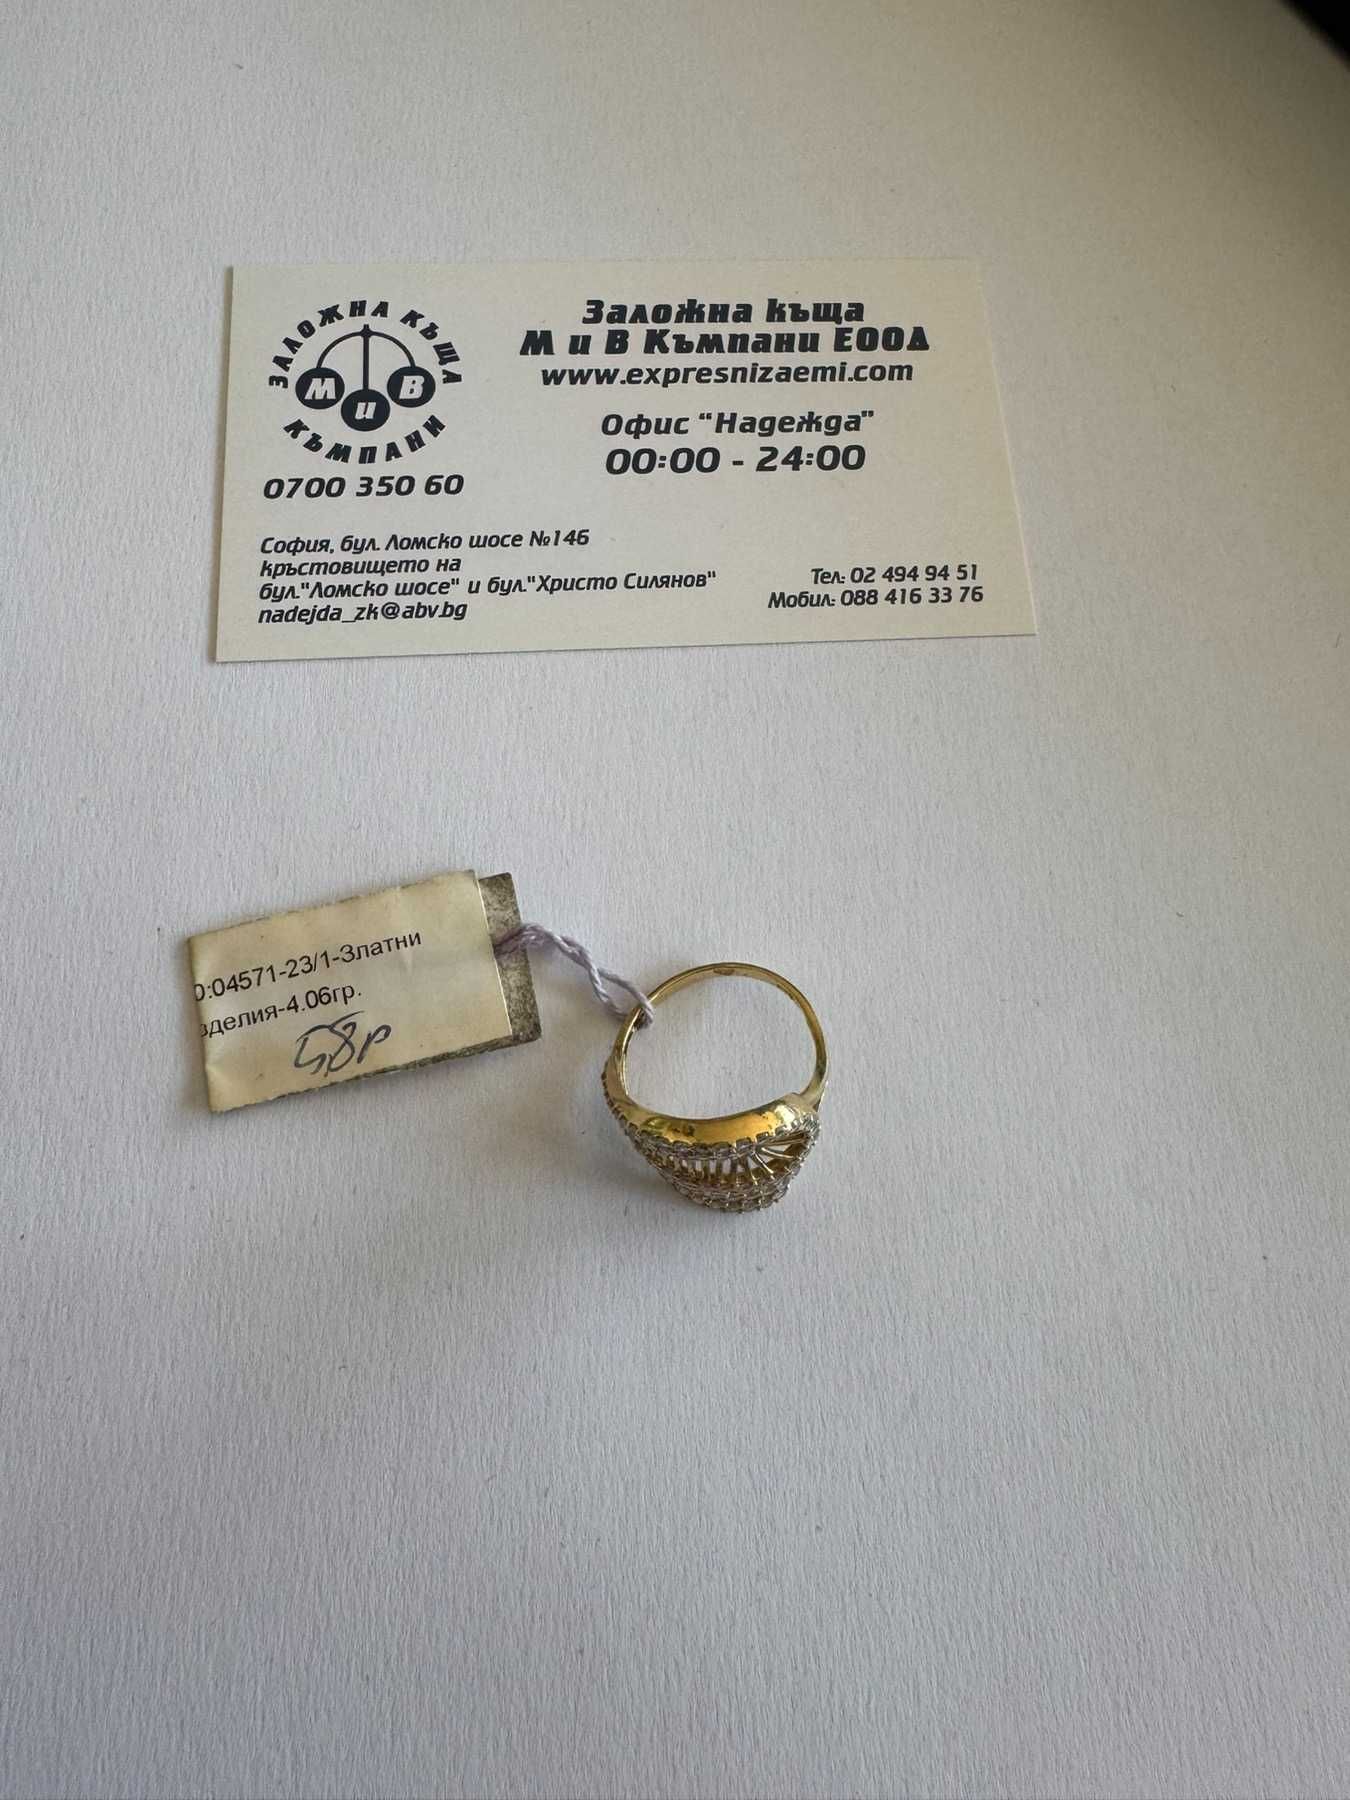 ЗАЛОЖНА КЪЩА
М и В
КЪМПАНИ
0700 350 60
Заложна къща
М и В Къмпани ЕООД
www.expresnizaemi.com
Офис "Надежда"
00:00 - 24:00
София, бул. Ломско шосе №146
кръстовището на
бул."Ломско шосе" и бул."Христо Силянов"
nadejda_zk@abv.bg
Тел: 02 494 94 51
Мобил: 088 416 33 76
0:04571-23/1-Златни
зделия-4.06гр.